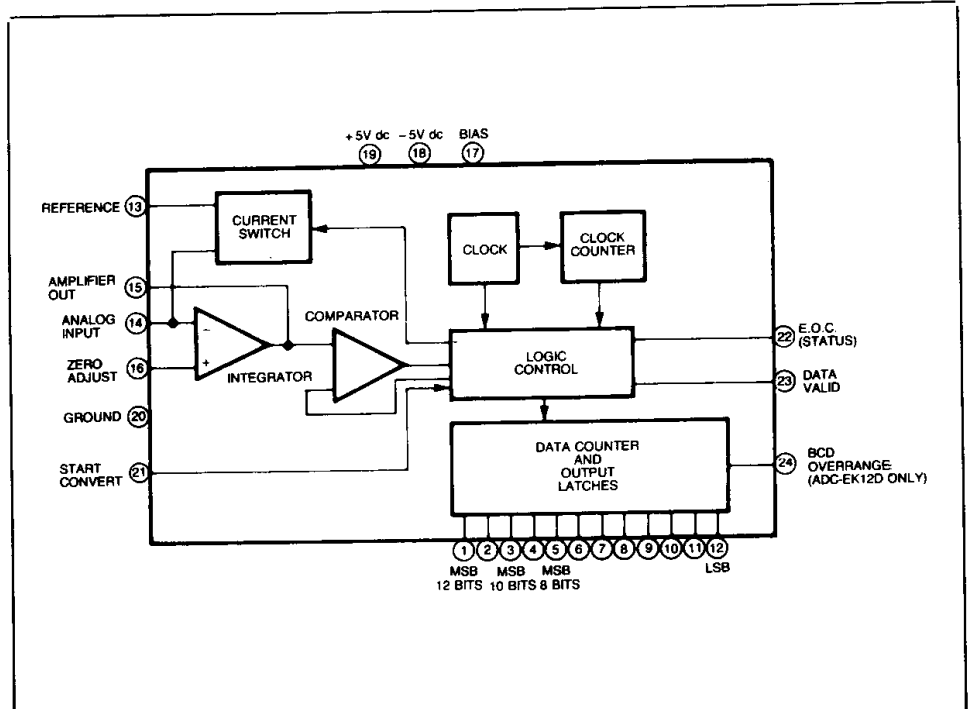 +5V dc -5V dc BIAS
19 18 17
REFERENCE 13
CURRENT
SWITCH
CLOCK
CLOCK
COUNTER
AMPLIFIER
OUT 15
ANALOG
INPUT 14
COMPARATOR
LOGIC
CONTROL
22 E.O.C.
(STATUS)
-
+
ZERO
ADJUST 16
INTEGRATOR
23 DATA
VALID
GROUND 20
START
CONVERT 21
DATA COUNTER
AND
OUTPUT
LATCHES
24 BCD
OVERRANGE
(ADC-EK12D ONLY)
1 2 3 4 5 6 7 8 9 10 11 12
MSB MSB MSB LSB
12 BITS 10 BITS 8 BITS